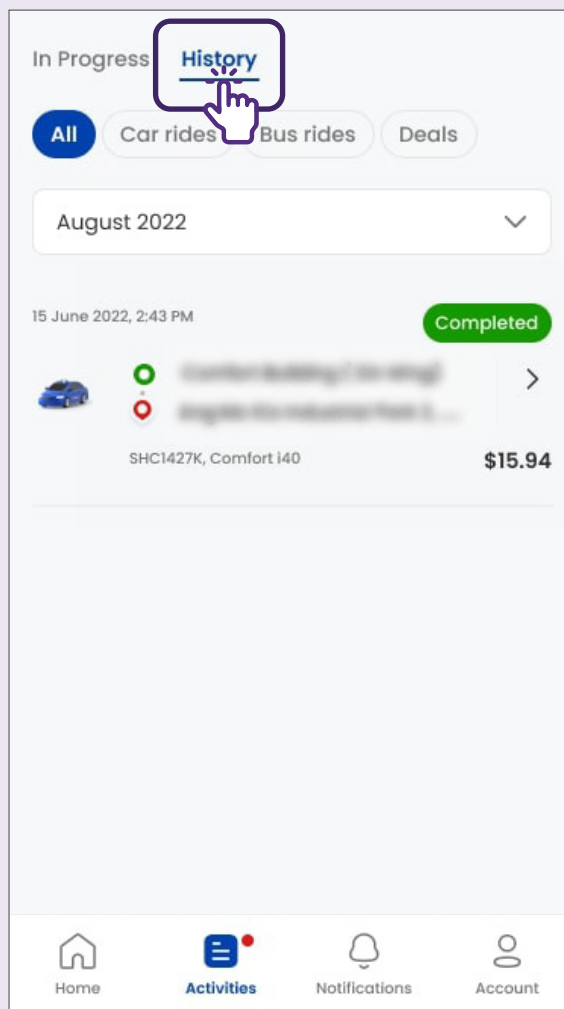 In Progress History
All Car rides Bus rides Deals
August 2022
15 June 2022, 2:43 PM Completed
SHC1427K, Comfort i40 $15.94
Home Activities Notifications Account